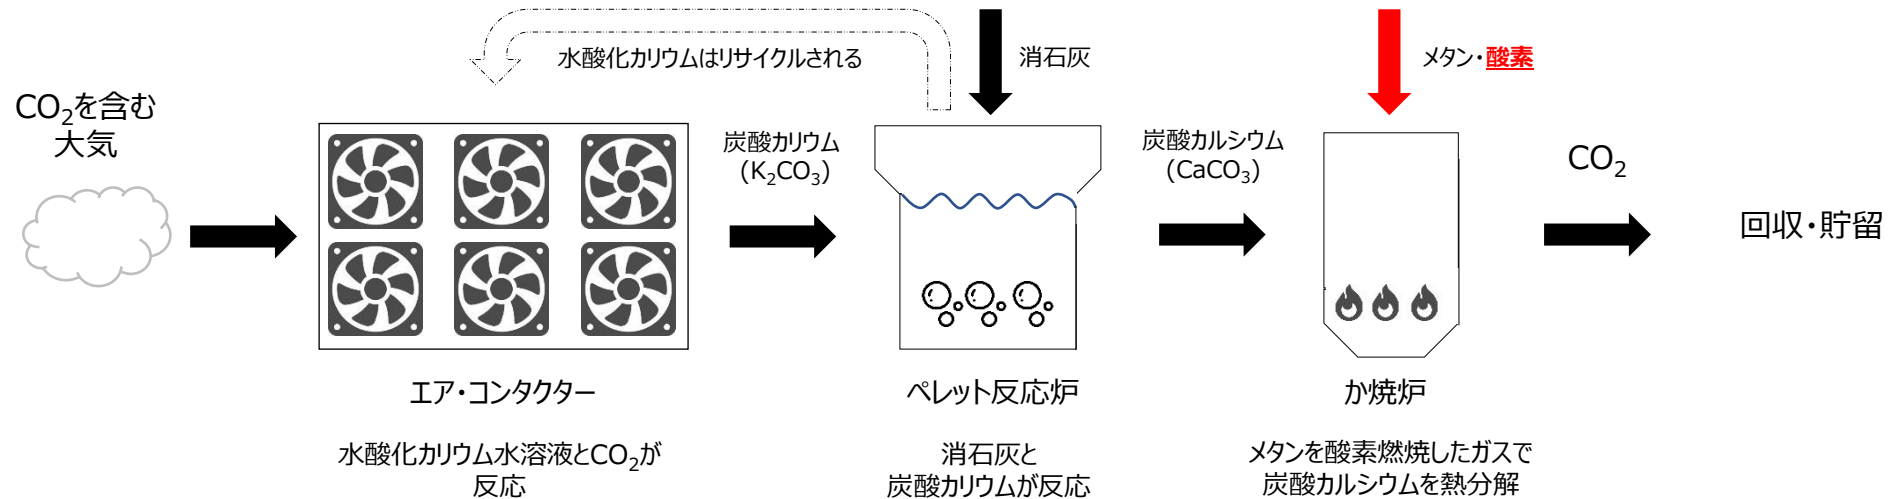 水酸化カリウムはリサイクルされる
消石灰
メタン・酸素
CO₂を含む
大気
炭酸カリウム
(K₂CO₃)
炭酸カルシウム
(CaCO₃)
CO₂
回収・貯留
エア・コンタクター
ペレット反応炉
か焼炉
水酸化カリウム水溶液とCO₂が
反応
消石灰と
炭酸カリウムが反応
メタンを酸素燃焼したガスで
炭酸カルシウムを熱分解